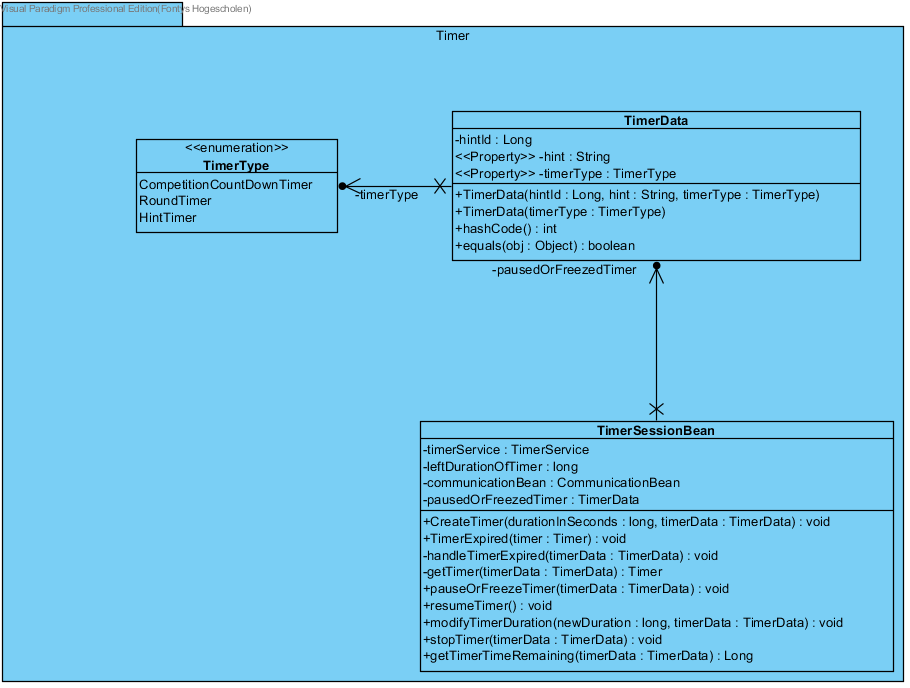 Visual Paradigm Professional Edition(Fontys Hogescholen)
Timer
<<enumeration>>
TimerType
CompetitionCountDownTimer
RoundTimer
HintTimer
-timerType
TimerData
-hintId : Long
<<Property>> -hint : String
<<Property>> -timerType : TimerType
+TimerData(hintId : Long, hint : String, timerType : TimerType)
+TimerData(timerType : TimerType)
+hashCode() : int
+equals(obj : Object) : boolean
-pausedOrFreezedTimer
TimerSessionBean
-timerService : TimerService
-leftDurationOfTimer : long
-communicationBean : CommunicationBean
-pausedOrFreezedTimer : TimerData
+CreateTimer(durationInSeconds : long, timerData : TimerData) : void
+TimerExpired(timer : Timer) : void
-handleTimerExpired(timerData : TimerData) : void
-getTimer(timerData : TimerData) : Timer
+pauseOrFreezeTimer(timerData : TimerData) : void
+resumeTimer() : void
+modifyTimerDuration(newDuration : long, timerData : TimerData) : void
+stopTimer(timerData : TimerData) : void
+getTimerTimeRemaining(timerData : TimerData) : Long